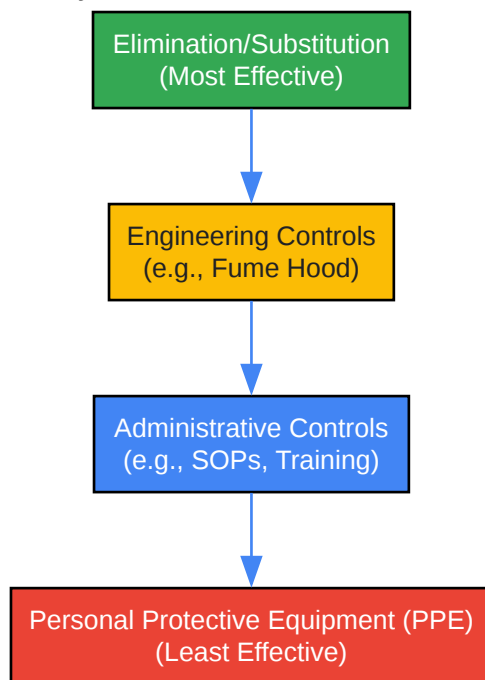 Elimination/Substitution
(Most Effective)
Engineering Controls
(e.g., Fume Hood)
Administrative Controls
(e.g., SOPs, Training)
Personal Protective Equipment (PPE)
(Least Effective)